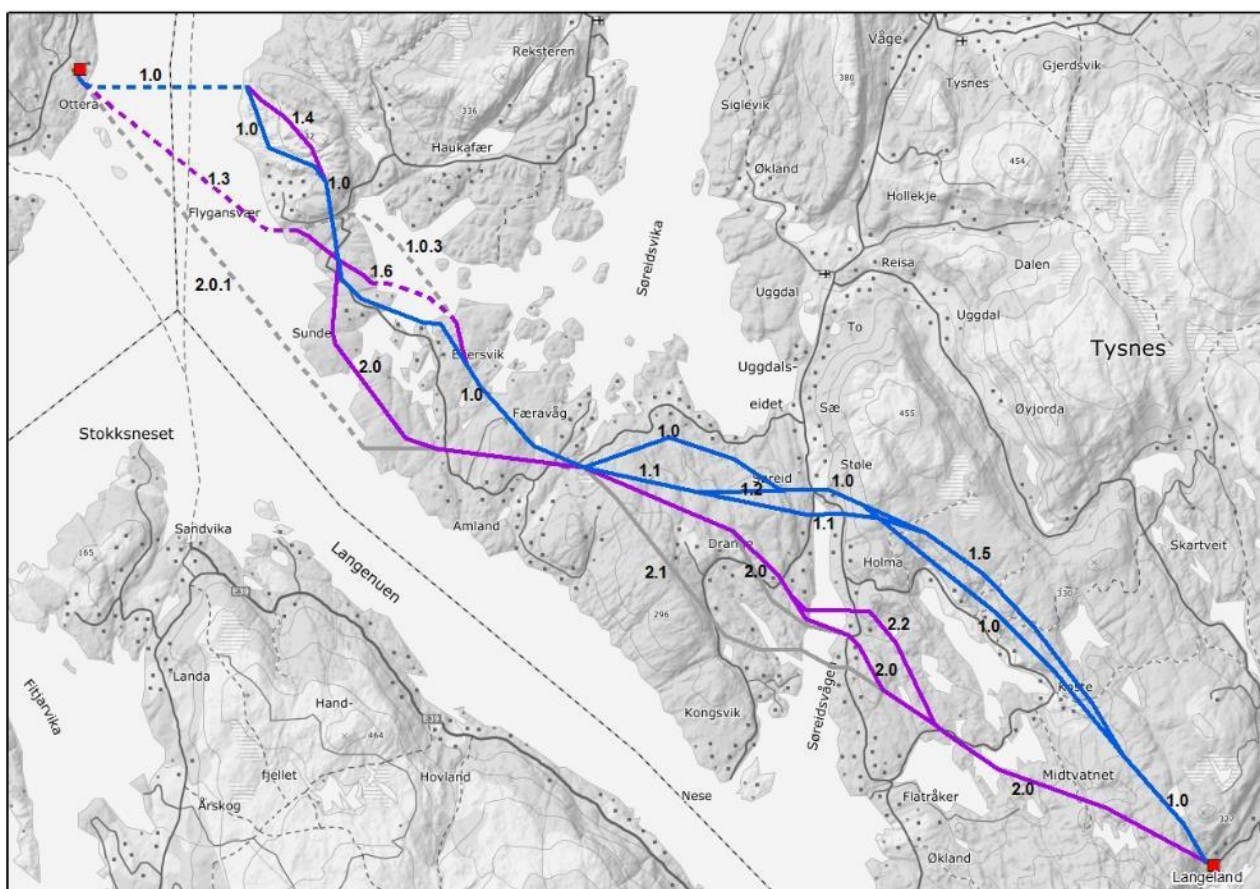 Reksteren
Våge
Tysnes
Gjerdsvik
380
1.0
Ottera
Siglevik
1.4
336
1.0
Haukafær
454
Økland
1.3
1.0
Hollekje
Flygansvær
1.0.3
Søreidsvika
Reisa
Dalen
1.6
2.0.1
Uggdal
Uggdal
To
Sunde
Tysnes
2.0
Uggdals-
1.0
Færavåg
eidet
Sæ
Øyjorda
455
Stokksneset
1.0
1.1
Støle
1.2
1.0
Amland
1.1
Sandvika
165
Skartveit
Langenuen
1.5
2.0
Holma
2.1
E39
330
296
2.2
1.0
Landa
2.0
Fitjarvika
Hand-
Kongsvik
Søreidsvågen
E39
464
fjellet
Hovland
Midtvatnet
Nese
2.0
Flatråker
Årskog
1.0
327
Økland
Langeland